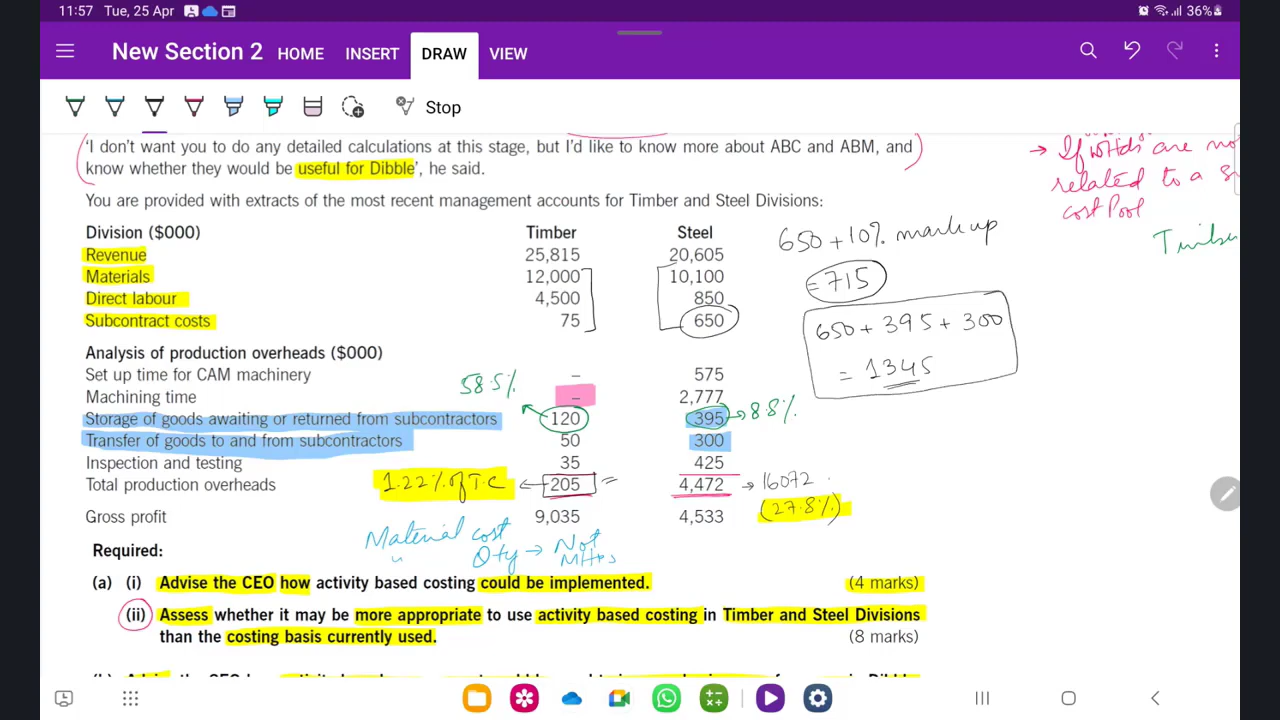 11:57 Tue, 25 Apr
36%
New Section 2 HOME INSERT DRAW VIEW
Stop
'I don't want you to do any detailed calculations at this stage, but I'd like to know more about ABC and ABM, and
know whether they would be useful for Dibble', he said.
→ If are no
related to a
cost Pool
You are provided with extracts of the most recent management accounts for Timber and Steel Divisions:
Division ($000) Timber Steel
650 + 10% mark up
Revenue 25,815 20,605
Materials 12,000 10,100
= 715
Direct labour 4,500 850
Subcontract costs 75 650
650 + 395 + 300
= 1345
Analysis of production overheads ($000)
Set up time for CAM machinery – 575
58.5%
Machining time – 2,777
Storage of goods awaiting or returned from subcontractors 120 395 → 8.8%
Transfer of goods to and from subcontractors 50 300
Inspection and testing 35 425
Total production overheads 1.22% of T.C ← 205 = 4,472 → 16072
(27.8%)
Gross profit 9,035 4,533
Material cost
Qty → Not
Required:
(a) (i) Advise the CEO how activity based costing could be implemented. (4 marks)
(ii) Assess whether it may be more appropriate to use activity based costing in Timber and Steel Divisions
than the costing basis currently used. (8 marks)